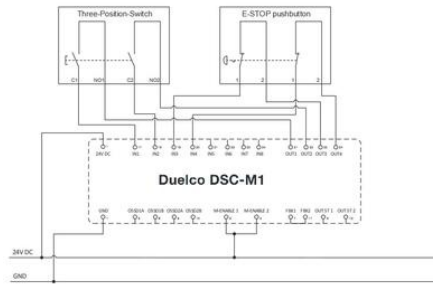 Three-Position-Switch
E-STOP pushbutton
C1 NO1 C2 NO2
1 2 1 2
24V DC IN1 IN2 IN3 IN4 IN5 IN6 IN7 IN8 OUT1 OUT2 OUT3 OUT4
Duelco DSC-M1
GND OSSD1A OSSD1B OSSD2A OSSD2B M-ENABLE 1 M-ENABLE 2 FBK1 FBK2 OUT ST 1 OUT ST 2
24V DC
GND